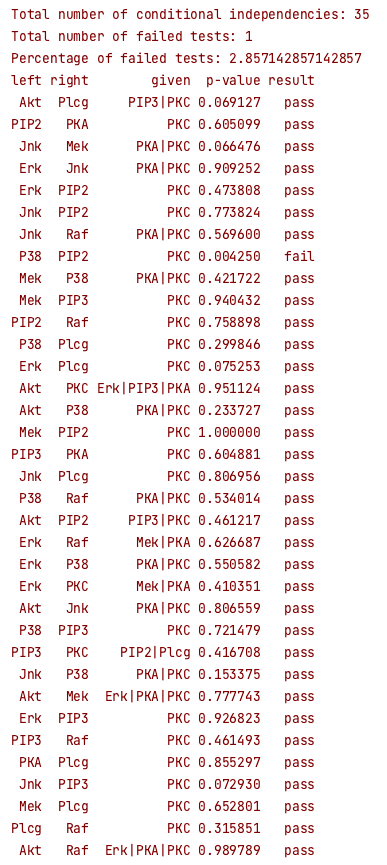 Total number of conditional independencies: 35
Total number of failed tests: 1
Percentage of failed tests: 2.857142857142857
left right given p-value result
Akt Plcg PIP3|PKC 0.069127 pass
PIP2 PKA PKC 0.605099 pass
Jnk Mek PKA|PKC 0.066476 pass
Erk Jnk PKA|PKC 0.909252 pass
Erk PIP2 PKC 0.473808 pass
Jnk PIP2 PKC 0.773824 pass
Jnk Raf PKA|PKC 0.569600 pass
P38 PIP2 PKC 0.004250 fail
Mek P38 PKA|PKC 0.421722 pass
Mek PIP3 PKC 0.940432 pass
PIP2 Raf PKC 0.758898 pass
P38 Plcg PKC 0.299846 pass
Erk Plcg PKC 0.075253 pass
Akt PKC Erk|PIP3|PKA 0.951124 pass
Akt P38 PKA|PKC 0.233727 pass
Mek PIP2 PKC 1.000000 pass
PIP3 PKA PKC 0.604881 pass
Jnk Plcg PKC 0.806956 pass
P38 Raf PKA|PKC 0.534014 pass
Akt PIP2 PIP3|PKC 0.461217 pass
Erk Raf Mek|PKA 0.626687 pass
Erk P38 PKA|PKC 0.550582 pass
Erk PKC Mek|PKA 0.410351 pass
Akt Jnk PKA|PKC 0.806559 pass
P38 PIP3 PKC 0.721479 pass
PIP3 PKC PIP2|Plcg 0.416708 pass
Jnk P38 PKA|PKC 0.153375 pass
Akt Mek Erk|PKA|PKC 0.777743 pass
Erk PIP3 PKC 0.926823 pass
PIP3 Raf PKC 0.461493 pass
PKA Plcg PKC 0.855297 pass
Jnk PIP3 PKC 0.072930 pass
Mek Plcg PKC 0.652801 pass
Plcg Raf PKC 0.315851 pass
Akt Raf Erk|PKA|PKC 0.989789 pass